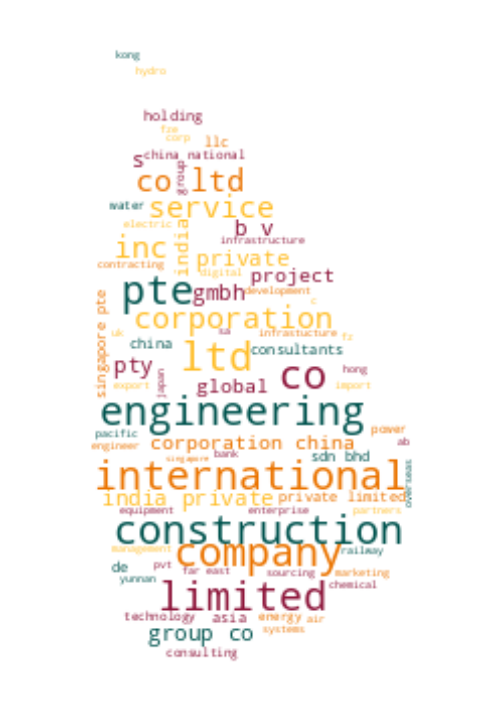 kong
hydro
holding
fze
corp
llc
s china national
co ltd
group
water service
electric
b v
india
inc infrastructure
private
contracting
digital project
pte gmbh development
c
corporation
singapore pte
uk sa infrastucture fz
china ltd consultants
pty co hong
japan
export global import
engineering
pacific power
engineer corporation china ab
singapore bank sdn bhd
international
overseas
india private private limited
equipment enterprise partners
construction
management company railway
de pvt far east sourcing marketing
yunnan chemical
limited
technology asia energy air
group co systems
consulting